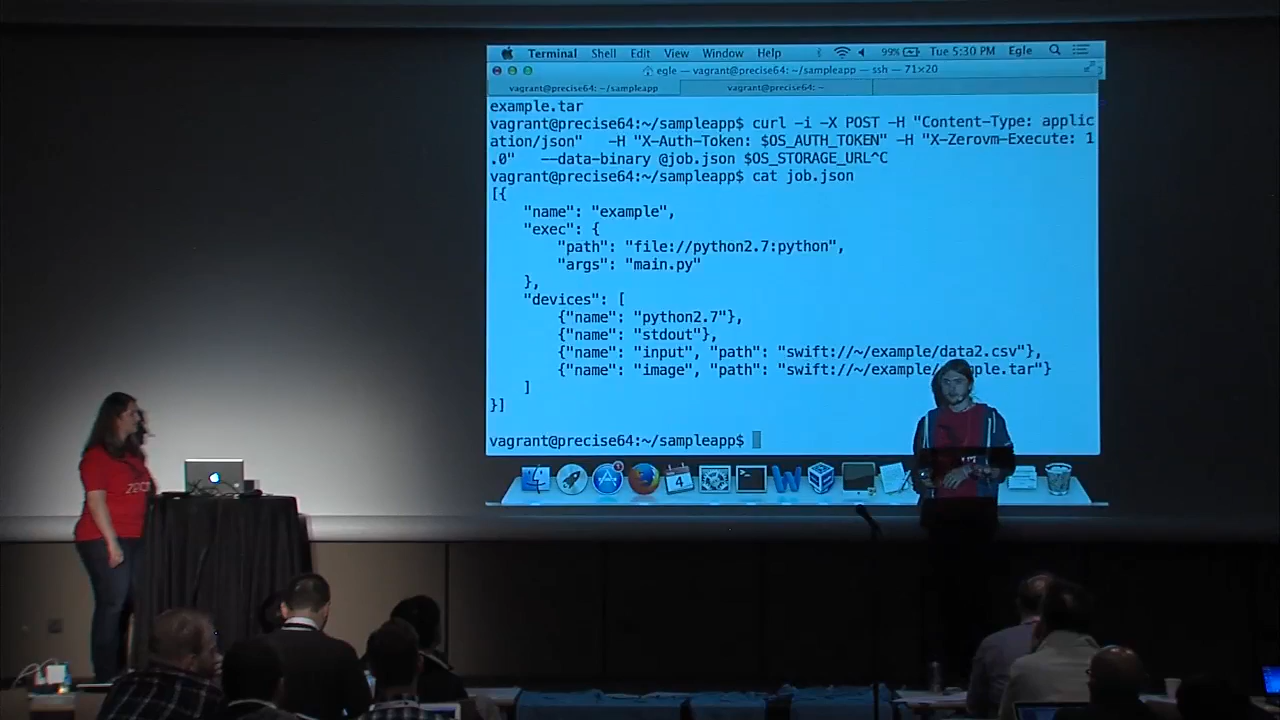 Terminal Shell Edit View Window Help 99% Tue 5:30 PM Egle
egle — vagrant@precise64: ~/sampleapp — ssh — 71×20
vagrant@precise64: ~/sampleapp vagrant@precise64: ~
example.tar
vagrant@precise64:~/sampleapp$ curl -i -X POST -H "Content-Type: applic
ation/json" -H "X-Auth-Token: $OS_AUTH_TOKEN" -H "X-Zerovm-Execute: 1
.0" --data-binary @job.json $OS_STORAGE_URL^C
vagrant@precise64:~/sampleapp$ cat job.json
[{
"name": "example",
"exec": {
"path": "file://python2.7:python",
"args": "main.py"
},
"devices": [
{"name": "python2.7"},
{"name": "stdout"},
{"name": "input", "path": "swift://~/example/data2.csv"},
{"name": "image", "path": "swift://~/example/ple.tar"}
]
}]
vagrant@precise64:~/sampleapp$
4